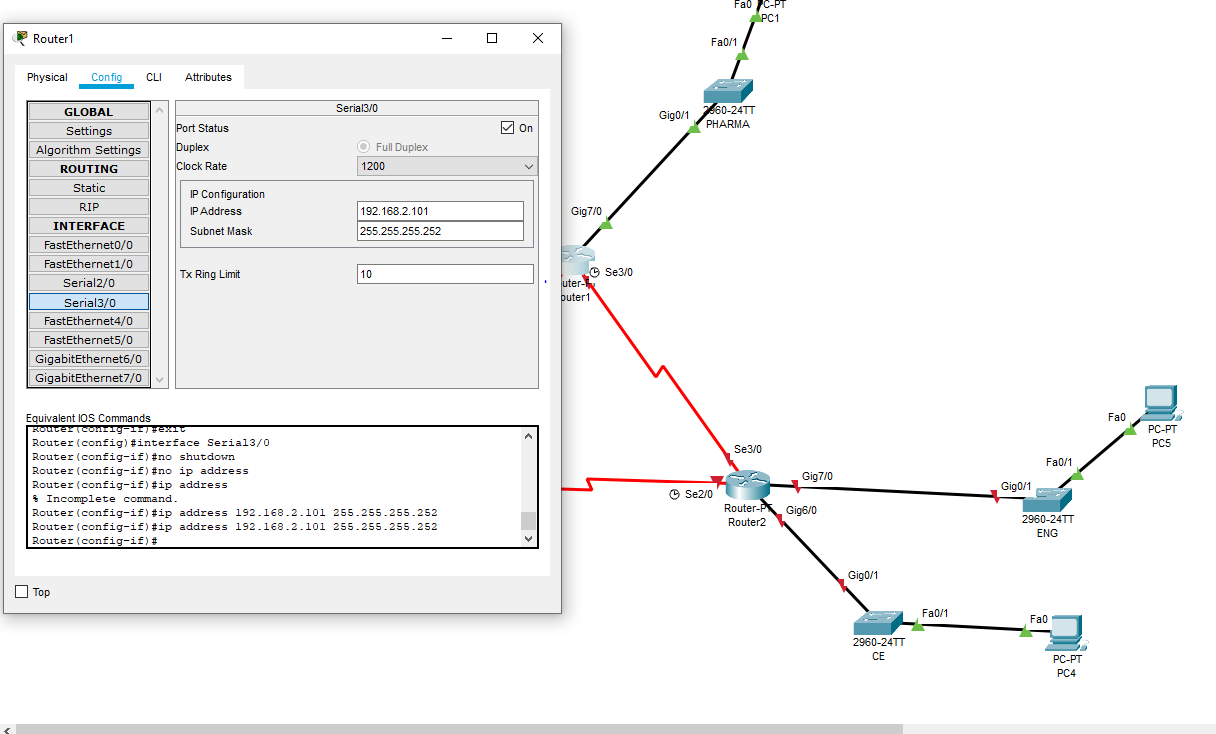 Router1
Physical Config CLI Attributes
GLOBAL
Settings
Algorithm Settings
ROUTING
Static
RIP
INTERFACE
FastEthernet0/0
FastEthernet1/0
Serial2/0
Serial3/0
FastEthernet4/0
FastEthernet5/0
GigabitEthernet6/0
GigabitEthernet7/0
Serial3/0
Port Status On
Duplex Full Duplex
Clock Rate 1200
IP Configuration
IP Address 192.168.2.101
Subnet Mask 255.255.255.252
Tx Ring Limit 10
Equivalent IOS Commands
Router(config-if)#exit
Router(config)#interface Serial3/0
Router(config-if)#no shutdown
Router(config-if)#no ip address
Router(config-if)#ip address
% Incomplete command.
Router(config-if)#ip address 192.168.2.101 255.255.255.252
Router(config-if)#ip address 192.168.2.101 255.255.255.252
Router(config-if)#
Top
Fa0 PC-PT
PC1
Fa0/1
2960-24TT
PHARMA
Gig0/1
Gig7/0
Se3/0
outer1
Se3/0
Se2/0
Gig7/0
Gig6/0
Router-PT
Router2
Gig0/1
2960-24TT
ENG
Fa0/1
Fa0
PC-PT
PC5
Gig0/1
2960-24TT
CE
Fa0/1
Fa0
PC-PT
PC4